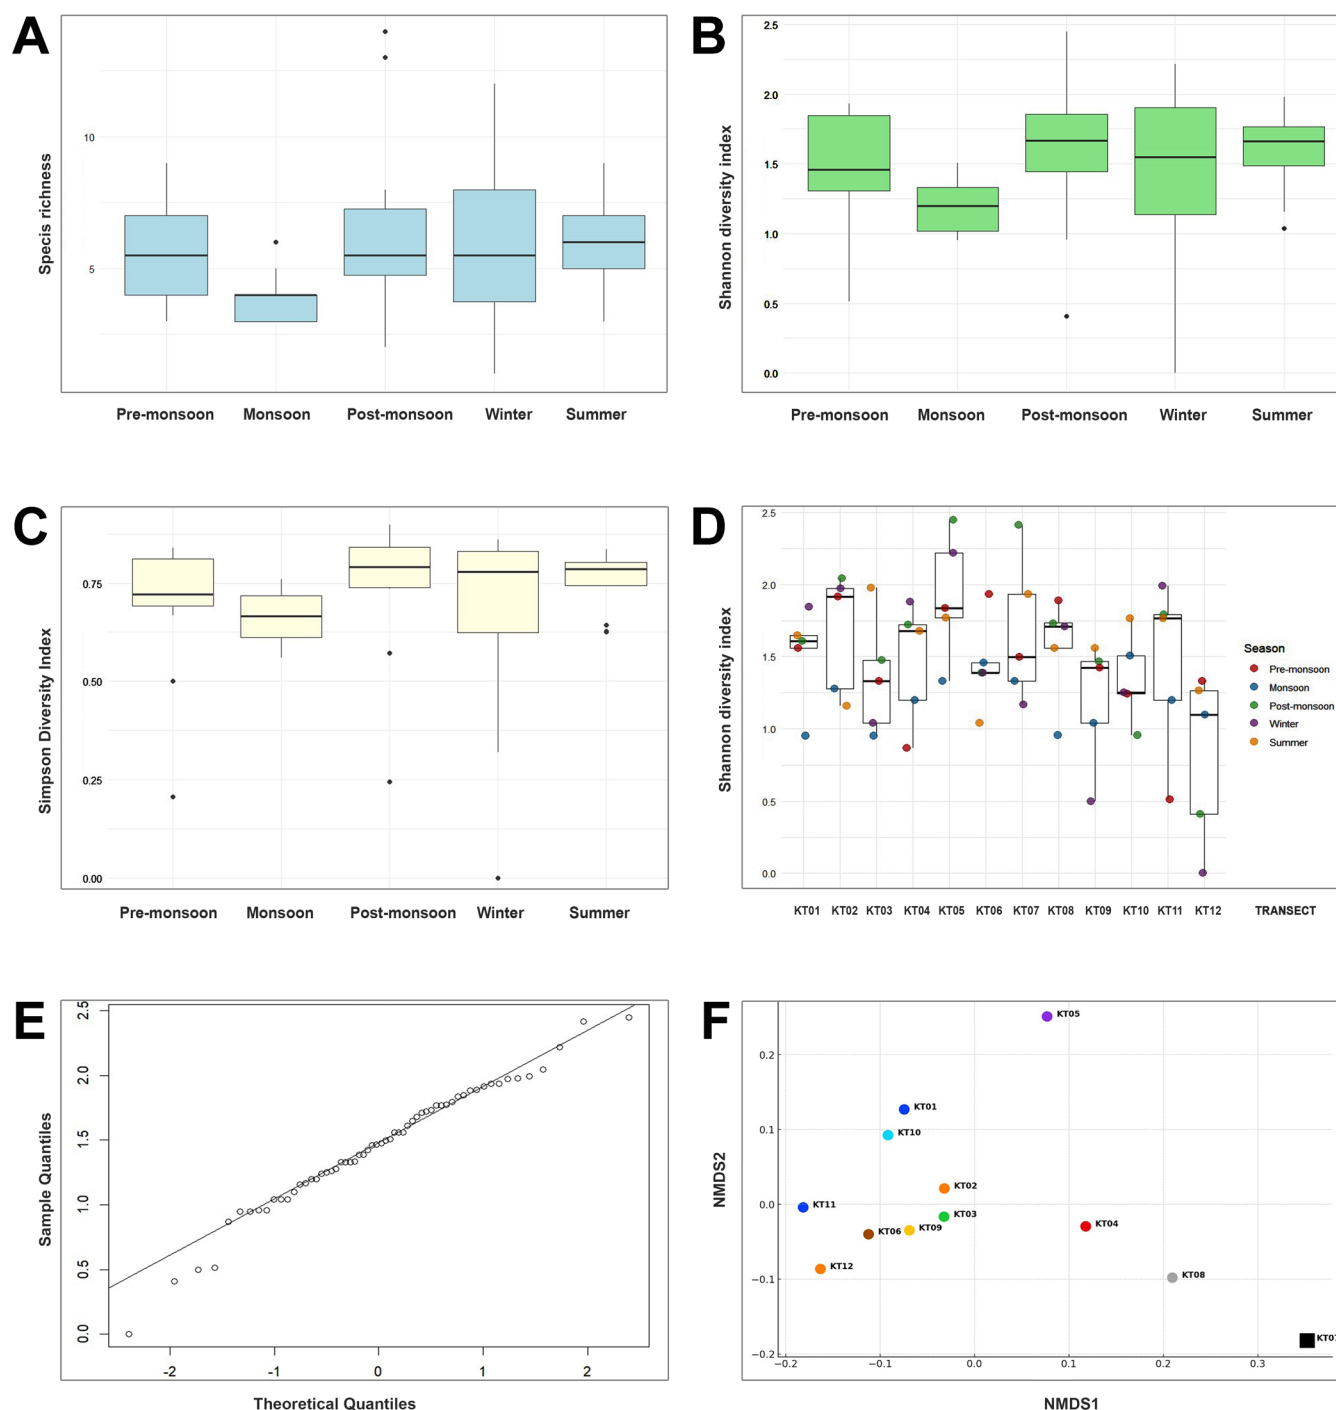 A
Specis richness
10
5
Pre-monsoon Monsoon Post-monsoon Winter Summer
B
Shannon diversity index
2.5
2.0
1.5
1.0
0.5
0.0
Pre-monsoon Monsoon Post-monsoon Winter Summer
C
Simpson Diversity Index
0.75
0.50
0.25
0.00
Pre-monsoon Monsoon Post-monsoon Winter Summer
D
Shannon diversity index
2.5
2.0
1.5
1.0
0.5
0.0
KT01 KT02 KT03 KT04 KT05 KT06 KT07 KT08 KT09 KT10 KT11 KT12 TRANSECT
Season
Pre-monsoon
Monsoon
Post-monsoon
Winter
Summer
E
Sample Quantiles
2.5
2.0
1.5
1.0
0.5
0.0
-2 -1 0 1 2
Theoretical Quantiles
F
NMDS2
0.2
0.1
0.0
−0.1
−0.2
KT05
KT01
KT10
KT02
KT11
KT03
KT09
KT06
KT04
KT12
KT08
−0.2 −0.1 0.0 0.1 0.2 0.3
NMDS1